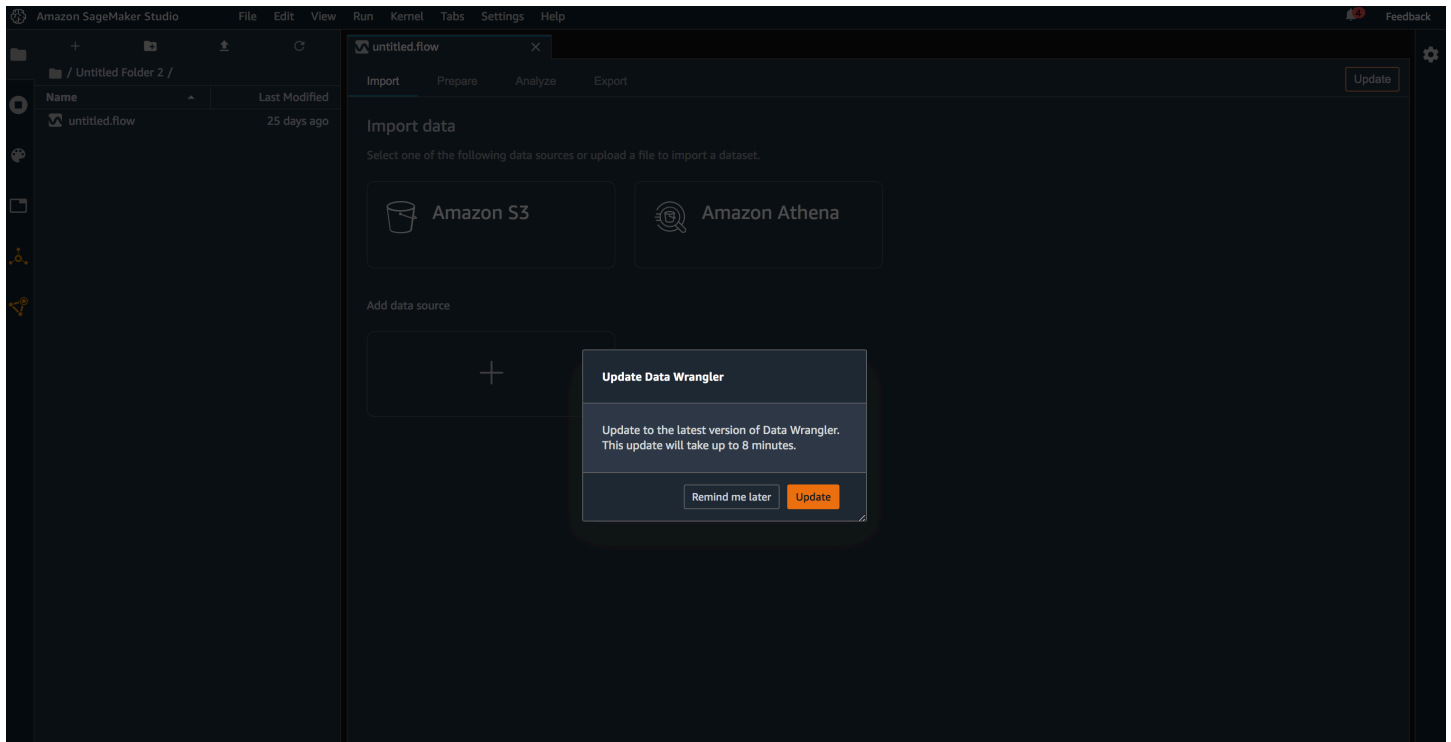 Amazon SageMaker Studio File Edit View Run Kernel Tabs Settings Help 4 Feedback
/ Untitled Folder 2 /
Name Last Modified
untitled.flow 25 days ago
untitled.flow
Import Prepare Analyze Export Update
Import data
Select one of the following data sources or upload a file to import a dataset.
Amazon S3 Amazon Athena
Add data source
Update Data Wrangler
Update to the latest version of Data Wrangler.
This update will take up to 8 minutes.
Remind me later Update